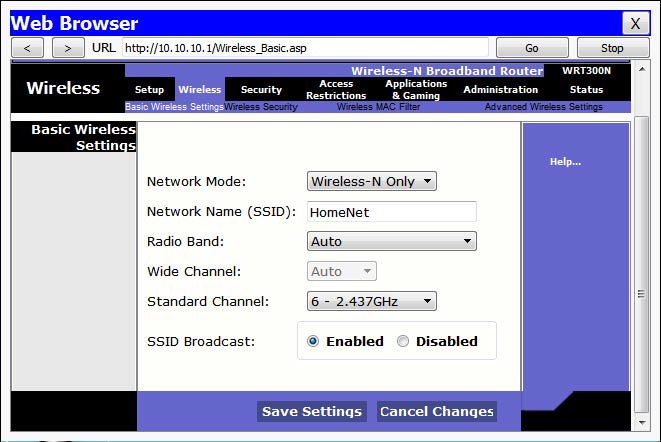 Web Browser X
< > URL http://10.10.10.1/Wireless_Basic.asp Go Stop
Wireless-N Broadband Router WRT300N
Wireless Setup Wireless Security Access Restrictions Applications & Gaming Administration Status
Basic Wireless Settings Wireless Security Wireless MAC Filter Advanced Wireless Settings
Basic Wireless
Settings
Help...
Network Mode: Wireless-N Only
Network Name (SSID): HomeNet
Radio Band: Auto
Wide Channel: Auto
Standard Channel: 6 - 2.437GHz
SSID Broadcast: Enabled Disabled
Save Settings Cancel Changes